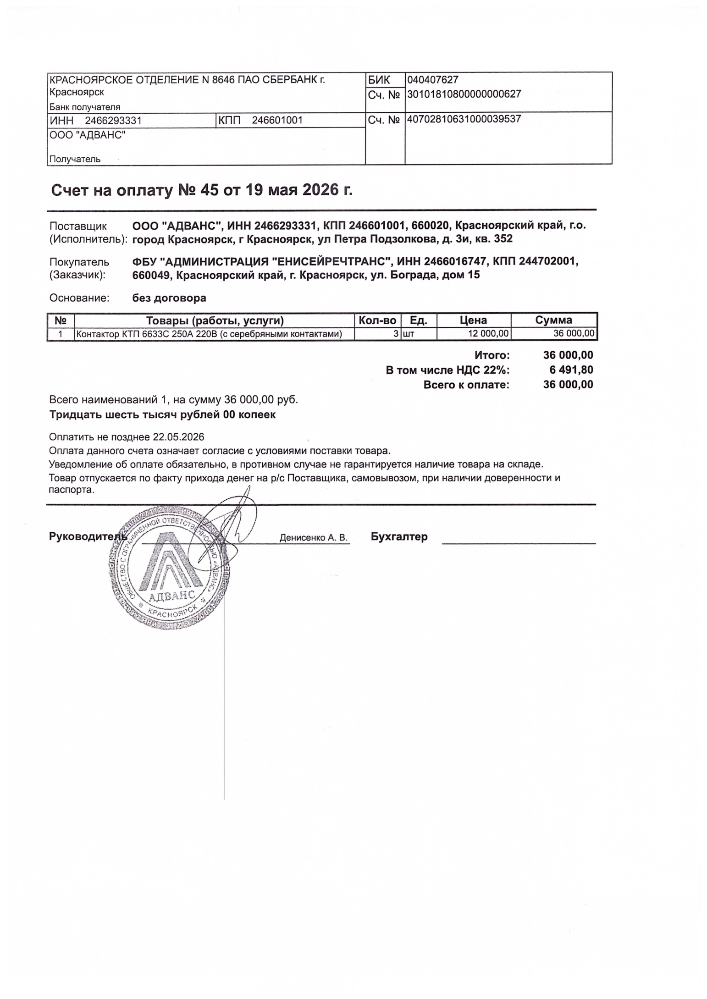 КРАСНОЯРСКОЕ ОТДЕЛЕНИЕ N 8646 ПАО СБЕРБАНК г.
Красноярск
Банк получателя
БИК 040407627
Сч. № 30101810800000000627
ИНН 2466293331 КПП 246601001
Сч. № 40702810631000039537
ООО "АДВАНС"
Получатель
Счет на оплату № 45 от 19 мая 2026 г.
Поставщик (Исполнитель):
ООО "АДВАНС", ИНН 2466293331, КПП 246601001, 660020, Красноярский край, г.о.
город Красноярск, г Красноярск, ул Петра Подзолкова, д. 3и, кв. 352
Покупатель (Заказчик):
ФБУ "АДМИНИСТРАЦИЯ "ЕНИСЕЙРЕЧТРАНС", ИНН 2466016747, КПП 244702001,
660049, Красноярский край, г. Красноярск, ул. Бограда, дом 15
Основание: без договора
№ Товары (работы, услуги) Кол-во Ед. Цена Сумма
1 Контактор КТП 6633С 250А 220В (с серебряными контактами) 3 шт 12 000,00 36 000,00
Итого: 36 000,00
В том числе НДС 22%: 6 491,80
Всего к оплате: 36 000,00
Всего наименований 1, на сумму 36 000,00 руб.
Тридцать шесть тысяч рублей 00 копеек
Оплатить не позднее 22.05.2026
Оплата данного счета означает согласие с условиями поставки товара.
Уведомление об оплате обязательно, в противном случае не гарантируется наличие товара на складе.
Товар отпускается по факту прихода денег на р/с Поставщика, самовывозом, при наличии доверенности и
паспорта.
Руководитель Денисенко А. В. Бухгалтер
ОБЩЕСТВО С ОГРАНИЧЕННОЙ ОТВЕТСТВЕННОСТЬЮ «АДВАНС»
АДВАНС
* КРАСНОЯРСК *